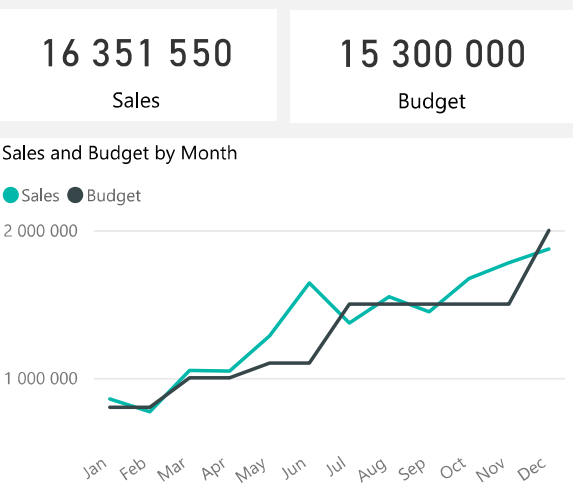 16 351 550
Sales
15 300 000
Budget
Sales and Budget by Month
Sales Budget
2 000 000
1 000 000
Jan Feb Mar Apr May Jun Jul Aug Sep Oct Nov Dec